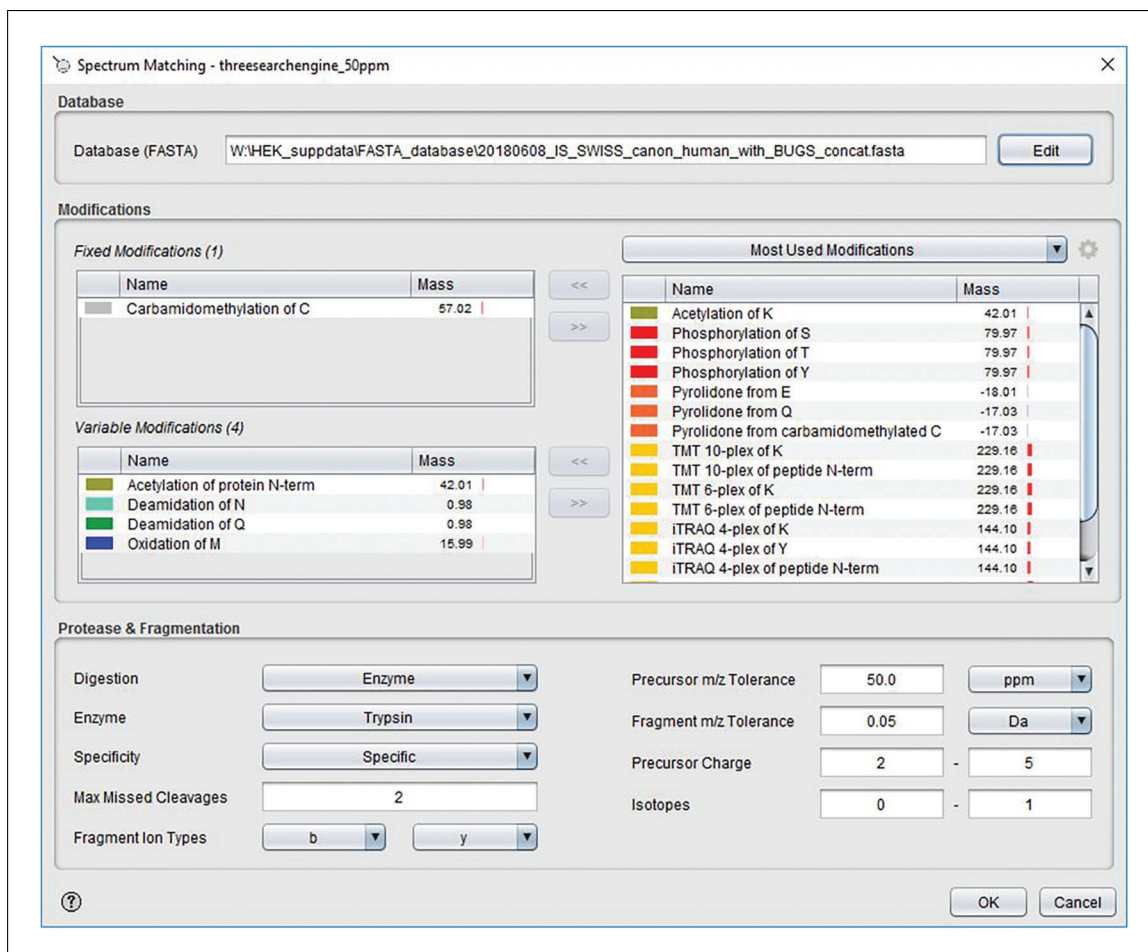 Spectrum Matching - threesearchengine_50ppm
Database
Database (FASTA) W:\HEK_suppdata\FASTA_database\20180608_IS_SWISS_canon_human_with_BUGS_concat.fasta Edit
Modifications
Fixed Modifications (1)
Name Mass
Carbamidomethylation of C 57.02
<<
>>
Variable Modifications (4)
Name Mass
Acetylation of protein N-term 42.01
Deamidation of N 0.98
Deamidation of Q 0.98
Oxidation of M 15.99
<<
>>
Most Used Modifications
Name Mass
Acetylation of K 42.01
Phosphorylation of S 79.97
Phosphorylation of T 79.97
Phosphorylation of Y 79.97
Pyrolidone from E -18.01
Pyrolidone from Q -17.03
Pyrolidone from carbamidomethylated C -17.03
TMT 10-plex of K 229.16
TMT 10-plex of peptide N-term 229.16
TMT 6-plex of K 229.16
TMT 6-plex of peptide N-term 229.16
iTRAQ 4-plex of K 144.10
iTRAQ 4-plex of Y 144.10
iTRAQ 4-plex of peptide N-term 144.10
Protease & Fragmentation
Digestion Enzyme
Enzyme Trypsin
Specificity Specific
Max Missed Cleavages 2
Fragment Ion Types b y
Precursor m/z Tolerance 50.0 ppm
Fragment m/z Tolerance 0.05 Da
Precursor Charge 2 - 5
Isotopes 0 - 1
? OK Cancel